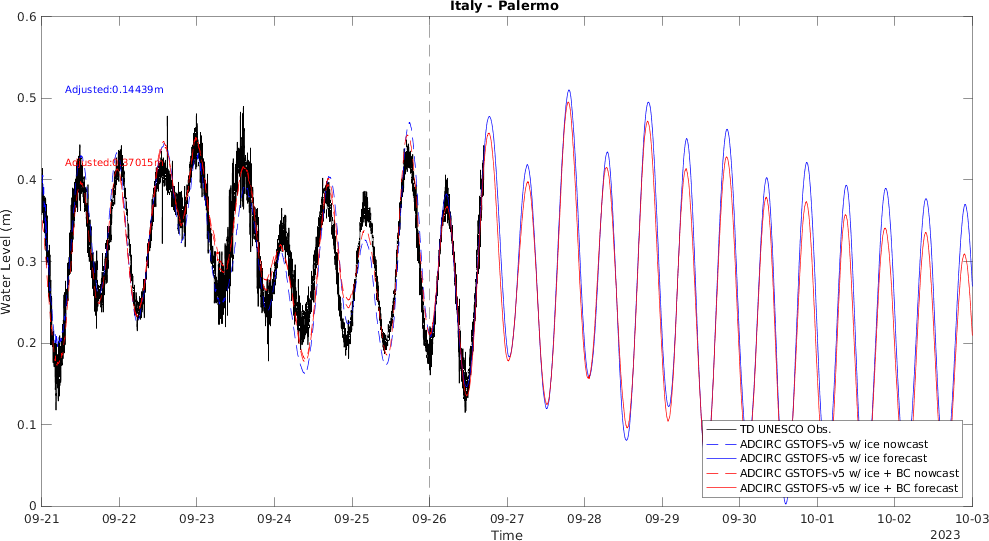 Italy - Palermo
Water Level (m)
0.6
0.5
0.4
0.3
0.2
0.1
0
Adjusted:0.14439m
Adjusted:0.37015m
TD UNESCO Obs.
ADCIRC GSTOFS-v5 w/ ice nowcast
ADCIRC GSTOFS-v5 w/ ice forecast
ADCIRC GSTOFS-v5 w/ ice + BC nowcast
ADCIRC GSTOFS-v5 w/ ice + BC forecast
09-21 09-22 09-23 09-24 09-25 09-26 09-27 09-28 09-29 09-30 10-01 10-02 10-03
Time
2023